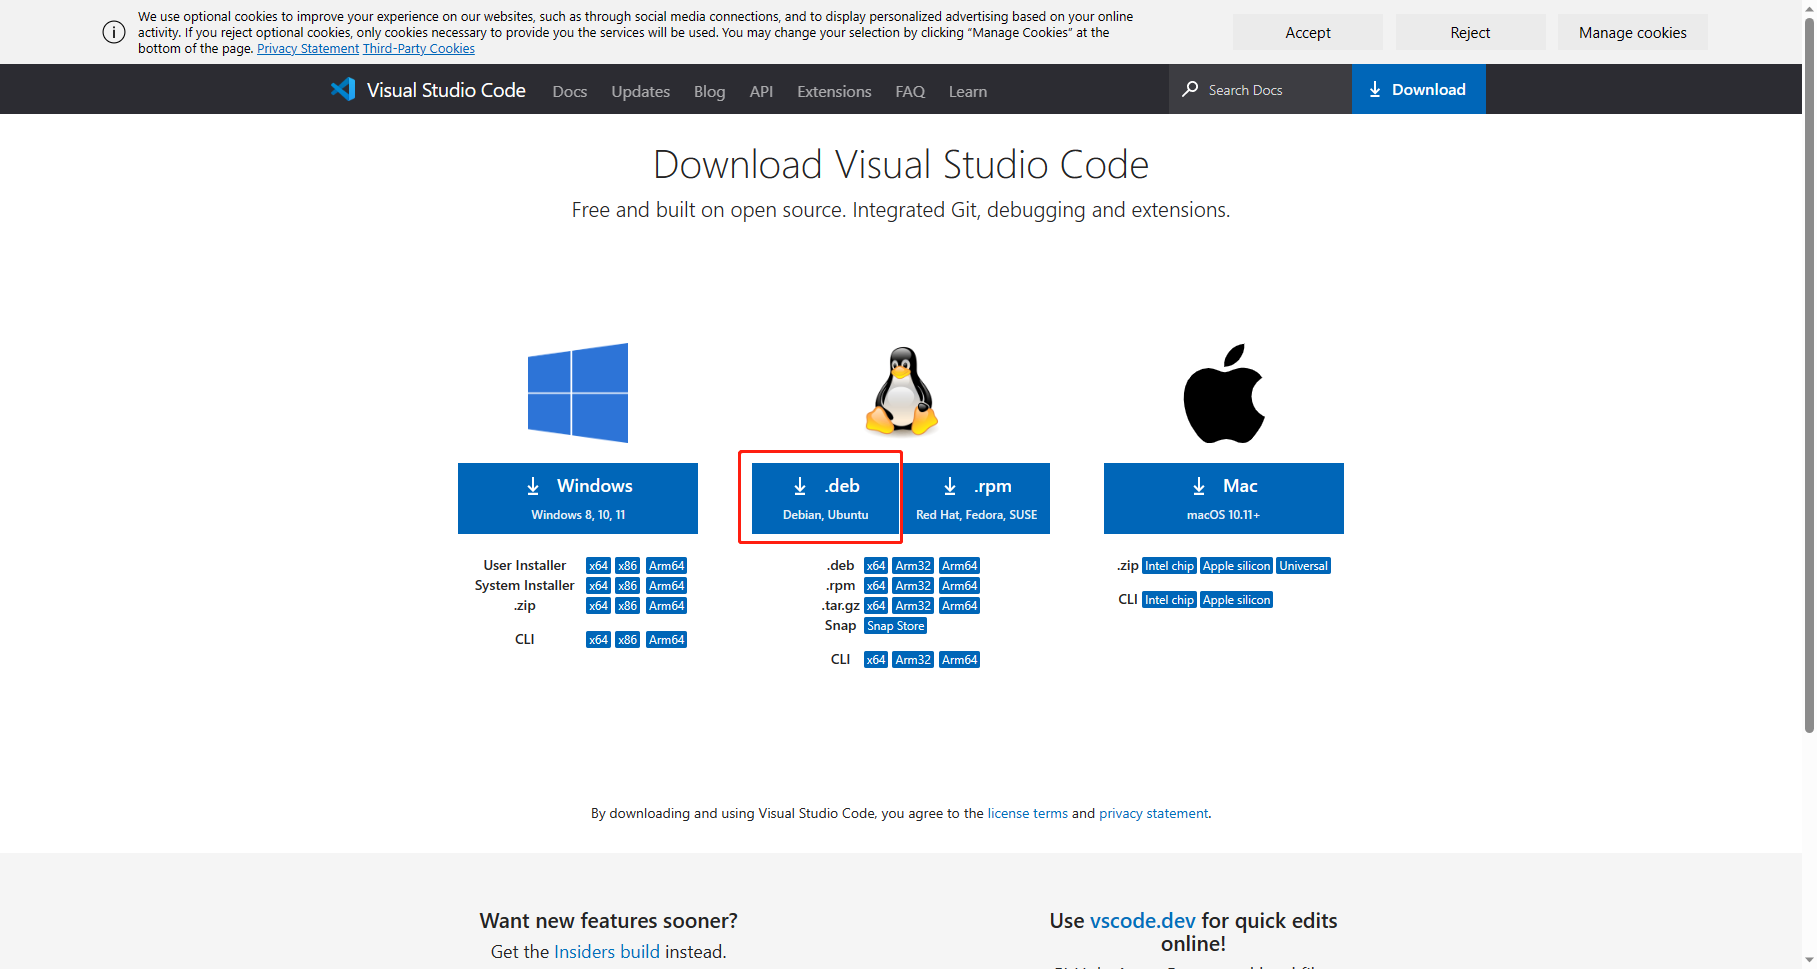 We use optional cookies to improve your experience on our websites, such as through social media connections, and to display personalized advertising based on your online
activity. If you reject optional cookies, only cookies necessary to provide you the services will be used. You may change your selection by clicking “Manage Cookies” at the
bottom of the page. Privacy Statement Third-Party Cookies
Accept
Reject
Manage cookies
Visual Studio Code
Docs
Updates
Blog
API
Extensions
FAQ
Learn
Search Docs
Download
Download Visual Studio Code
Free and built on open source. Integrated Git, debugging and extensions.
Windows
Windows 8, 10, 11
User Installer x64 x86 Arm64
System Installer x64 x86 Arm64
.zip x64 x86 Arm64
CLI x64 x86 Arm64
.deb
Debian, Ubuntu
.rpm
Red Hat, Fedora, SUSE
.deb x64 Arm32 Arm64
.rpm x64 Arm32 Arm64
.tar.gz x64 Arm32 Arm64
Snap Snap Store
CLI x64 Arm32 Arm64
Mac
macOS 10.11+
.zip Intel chip Apple silicon Universal
CLI Intel chip Apple silicon
By downloading and using Visual Studio Code, you agree to the license terms and privacy statement.
Want new features sooner?
Get the Insiders build instead.
Use vscode.dev for quick edits
online!